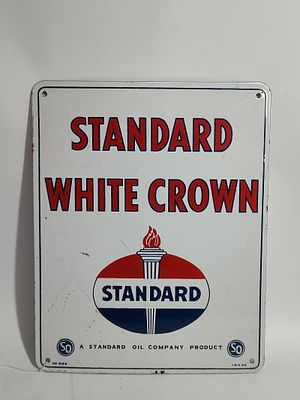 STANDARD
WHITE CROWN
STANDARD
SO A STANDARD OIL COMPANY PRODUCT SO